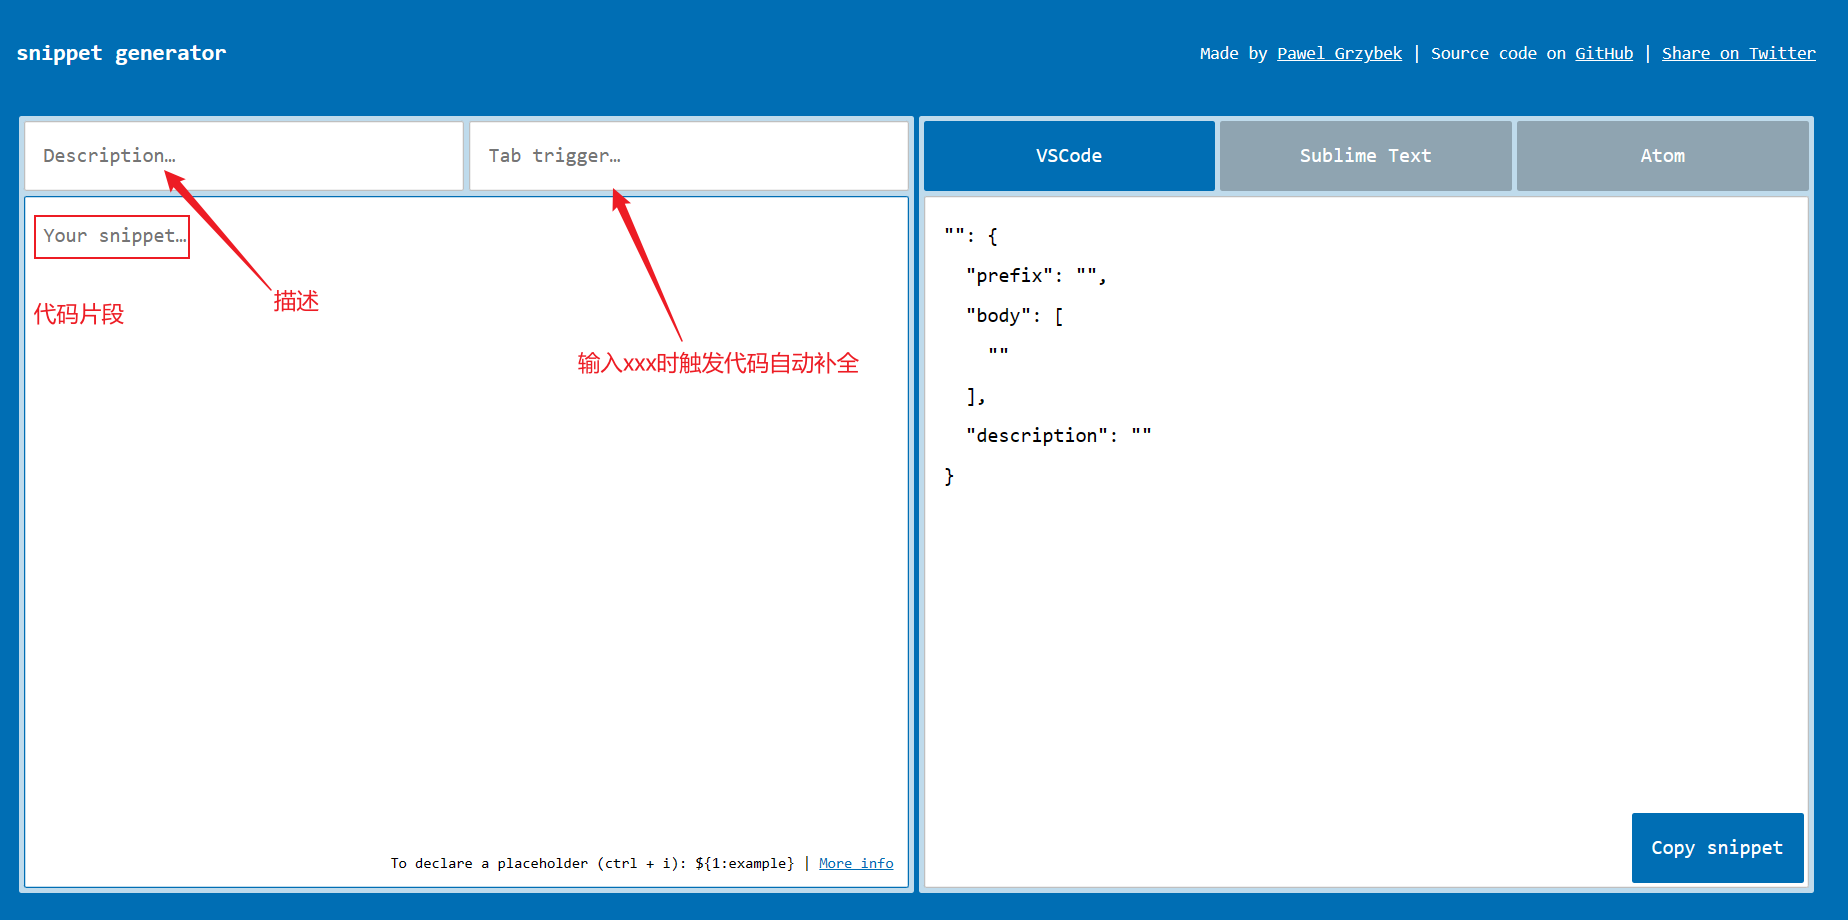 snippet generator
Made by Pawel Grzybek | Source code on GitHub | Share on Twitter
Description…
Tab trigger…
Your snippet…
代码片段
描述
输入xxx时触发代码自动补全
To declare a placeholder (ctrl + i): ${1:example} | More info
VSCode
Sublime Text
Atom
"": {
  "prefix": "",
  "body": [
    ""
  ],
  "description": ""
}
Copy snippet